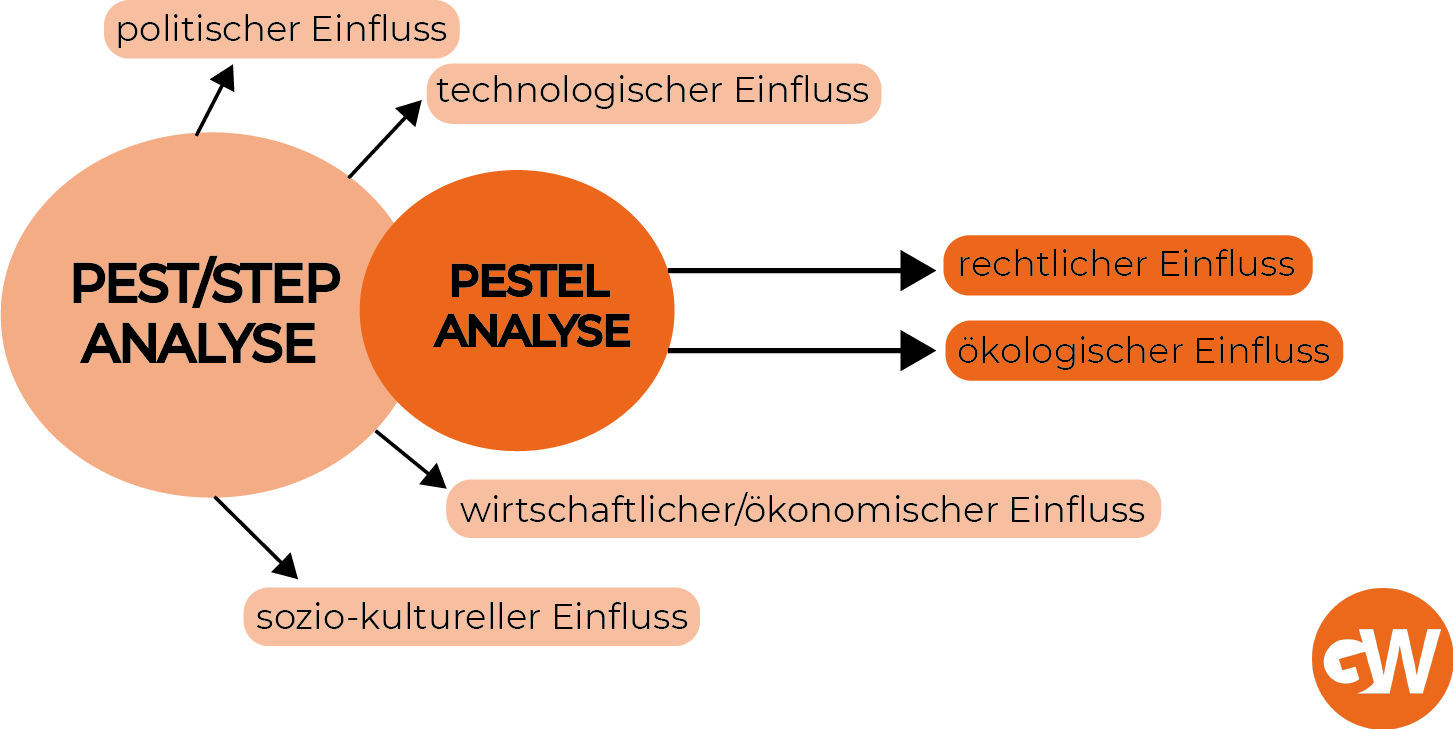 politischer Einfluss
technologischer Einfluss
PEST/STEP
ANALYSE
PESTEL
ANALYSE
rechtlicher Einfluss
ökologischer Einfluss
wirtschaftlicher/ökonomischer Einfluss
sozio-kultureller Einfluss
GW